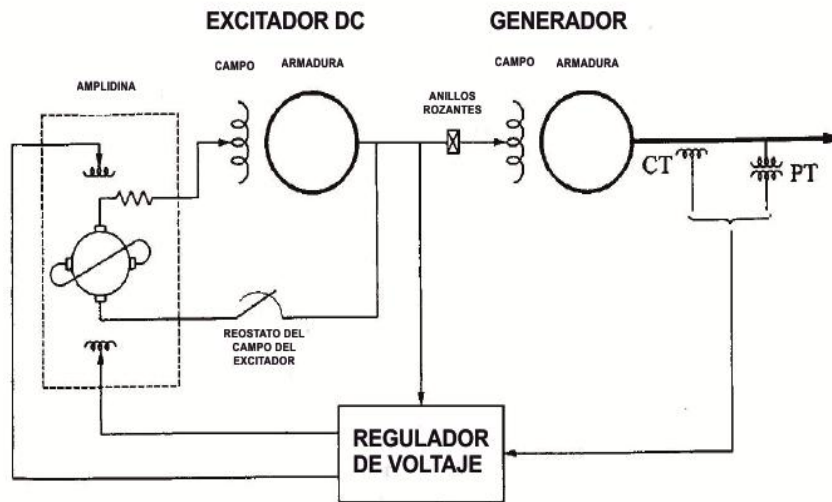 EXCITADOR DC
GENERADOR
CAMPO
ARMADURA
CAMPO
ARMADURA
AMPLIDINA
ANILLOS
ROZANTES
CT
PT
REOSTATO DEL
CAMPO DEL
EXCITADOR
REGULADOR
DE VOLTAJE